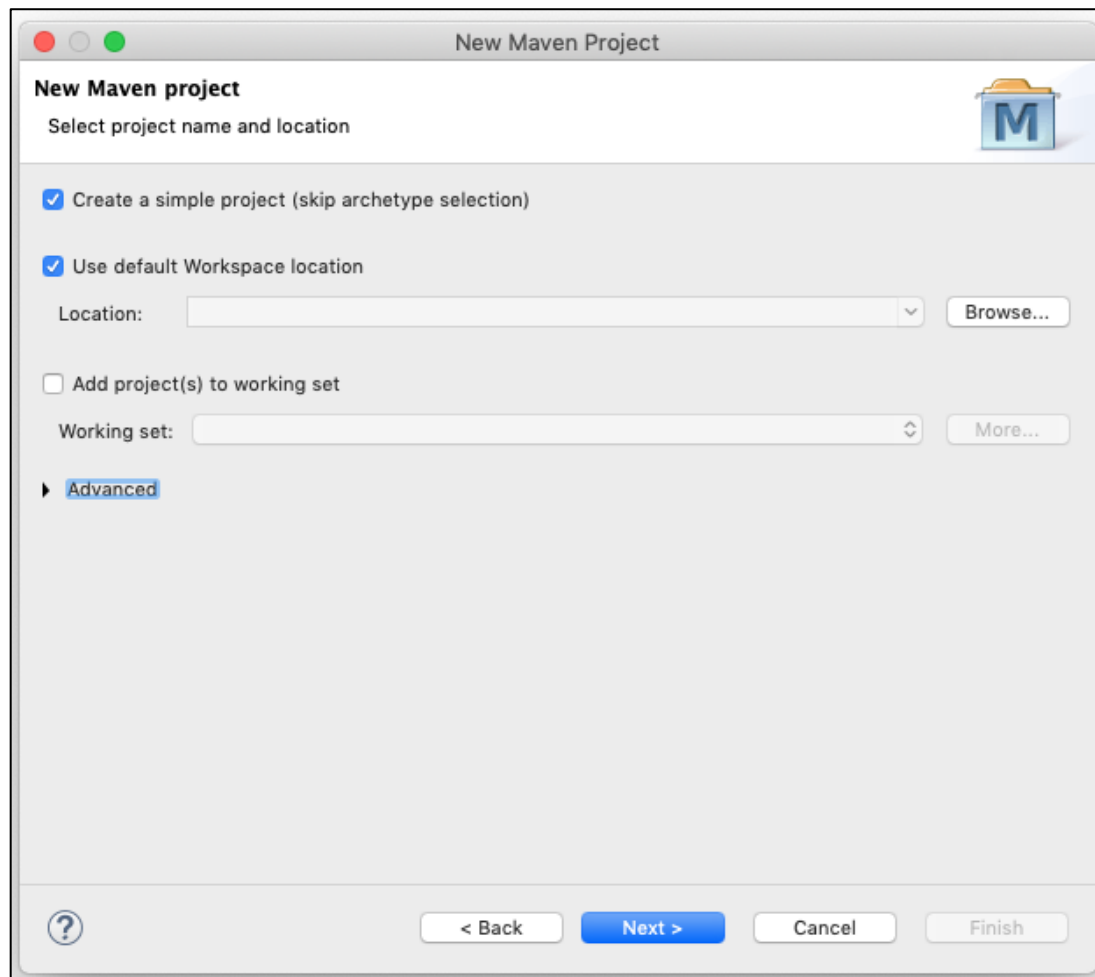 New Maven Project
New Maven project
Select project name and location
M
Create a simple project (skip archetype selection)
Use default Workspace location
Location:
Browse...
Add project(s) to working set
Working set:
More...
Advanced
?
< Back
Next >
Cancel
Finish